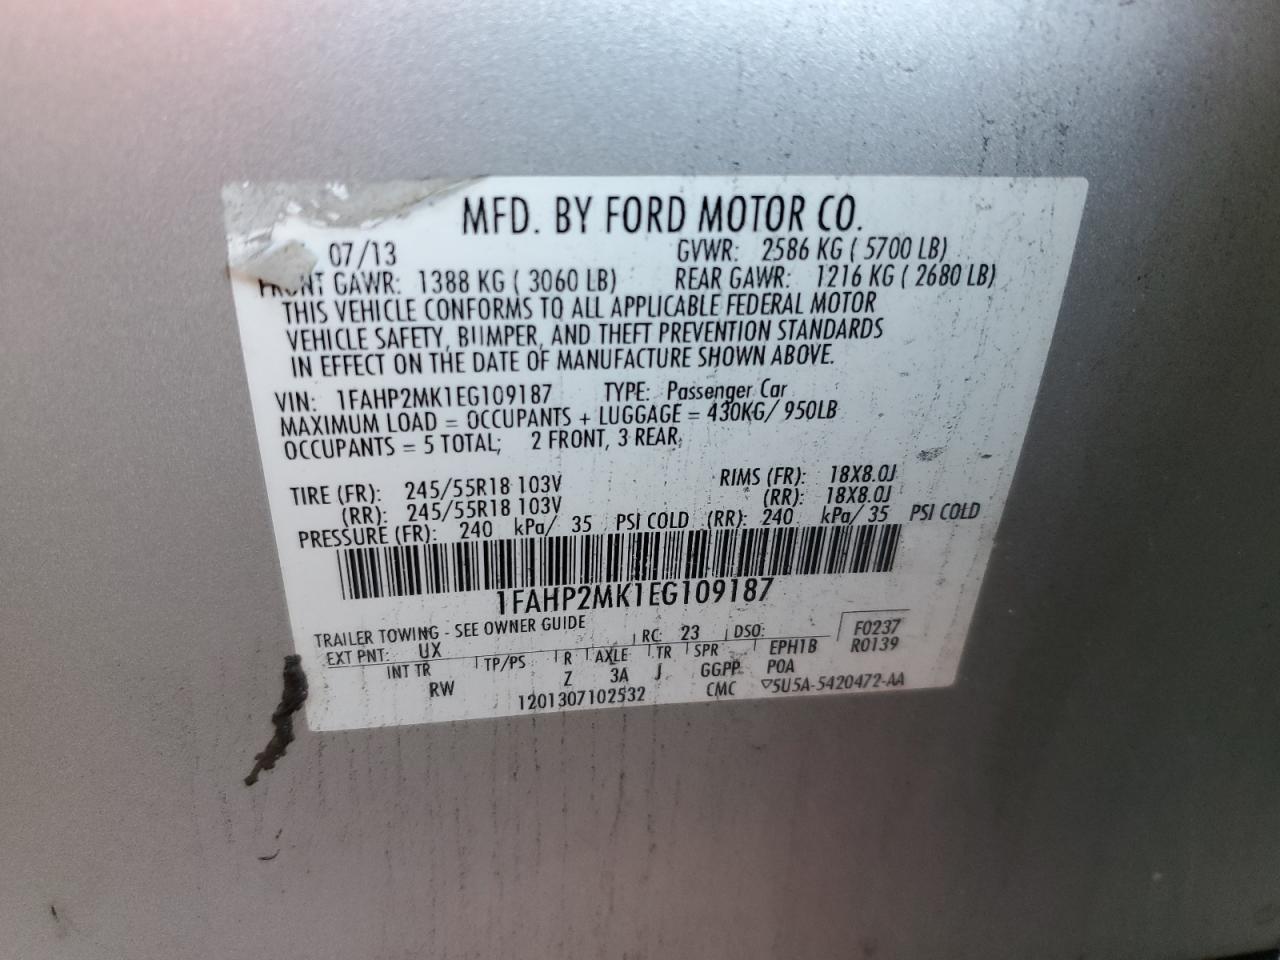 MFD. BY FORD MOTOR CO.
07/13 GVWR: 2586 KG ( 5700 LB)
FRONT GAWR: 1388 KG ( 3060 LB) REAR GAWR: 1216 KG ( 2680 LB)
THIS VEHICLE CONFORMS TO ALL APPLICABLE FEDERAL MOTOR
VEHICLE SAFETY, BUMPER, AND THEFT PREVENTION STANDARDS
IN EFFECT ON THE DATE OF MANUFACTURE SHOWN ABOVE.
VIN: 1FAHP2MK1EG109187 TYPE: Passenger Car
MAXIMUM LOAD = OCCUPANTS + LUGGAGE = 430KG/ 950LB
OCCUPANTS = 5 TOTAL; 2 FRONT, 3 REAR;
TIRE (FR): 245/55R18 103V RIMS (FR): 18X8.0J
(RR): 245/55R18 103V (RR): 18X8.0J
PRESSURE (FR): 240 kPa/ 35 PSI COLD (RR): 240 kPa/ 35 PSI COLD
1FAHP2MK1EG109187
TRAILER TOWING - SEE OWNER GUIDE
EXT PNT: UX RC: 23 DSO: F0237
INT TR TP/PS R AXLE TR SPR EPH1B R0139
RW Z 3A J GGPP POA
1201307102532 CMC ▽5U5A-5420472-AA